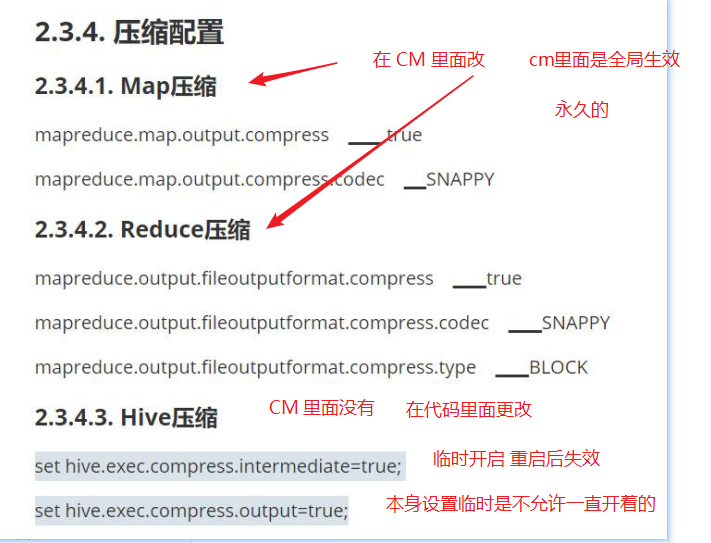 2.3.4. 压缩配置
在 CM 里面改 cm里面是全局生效
2.3.4.1. Map压缩
永久的
mapreduce.map.output.compress ____true
mapreduce.map.output.compress.codec __SNAPPY
2.3.4.2. Reduce压缩
mapreduce.output.fileoutputformat.compress ___true
mapreduce.output.fileoutputformat.compress.codec ___SNAPPY
mapreduce.output.fileoutputformat.compress.type ___BLOCK
2.3.4.3. Hive压缩 CM 里面没有 在代码里面更改
set hive.exec.compress.intermediate=true; 临时开启 重启后失效
set hive.exec.compress.output=true; 本身设置临时是不允许一直开着的